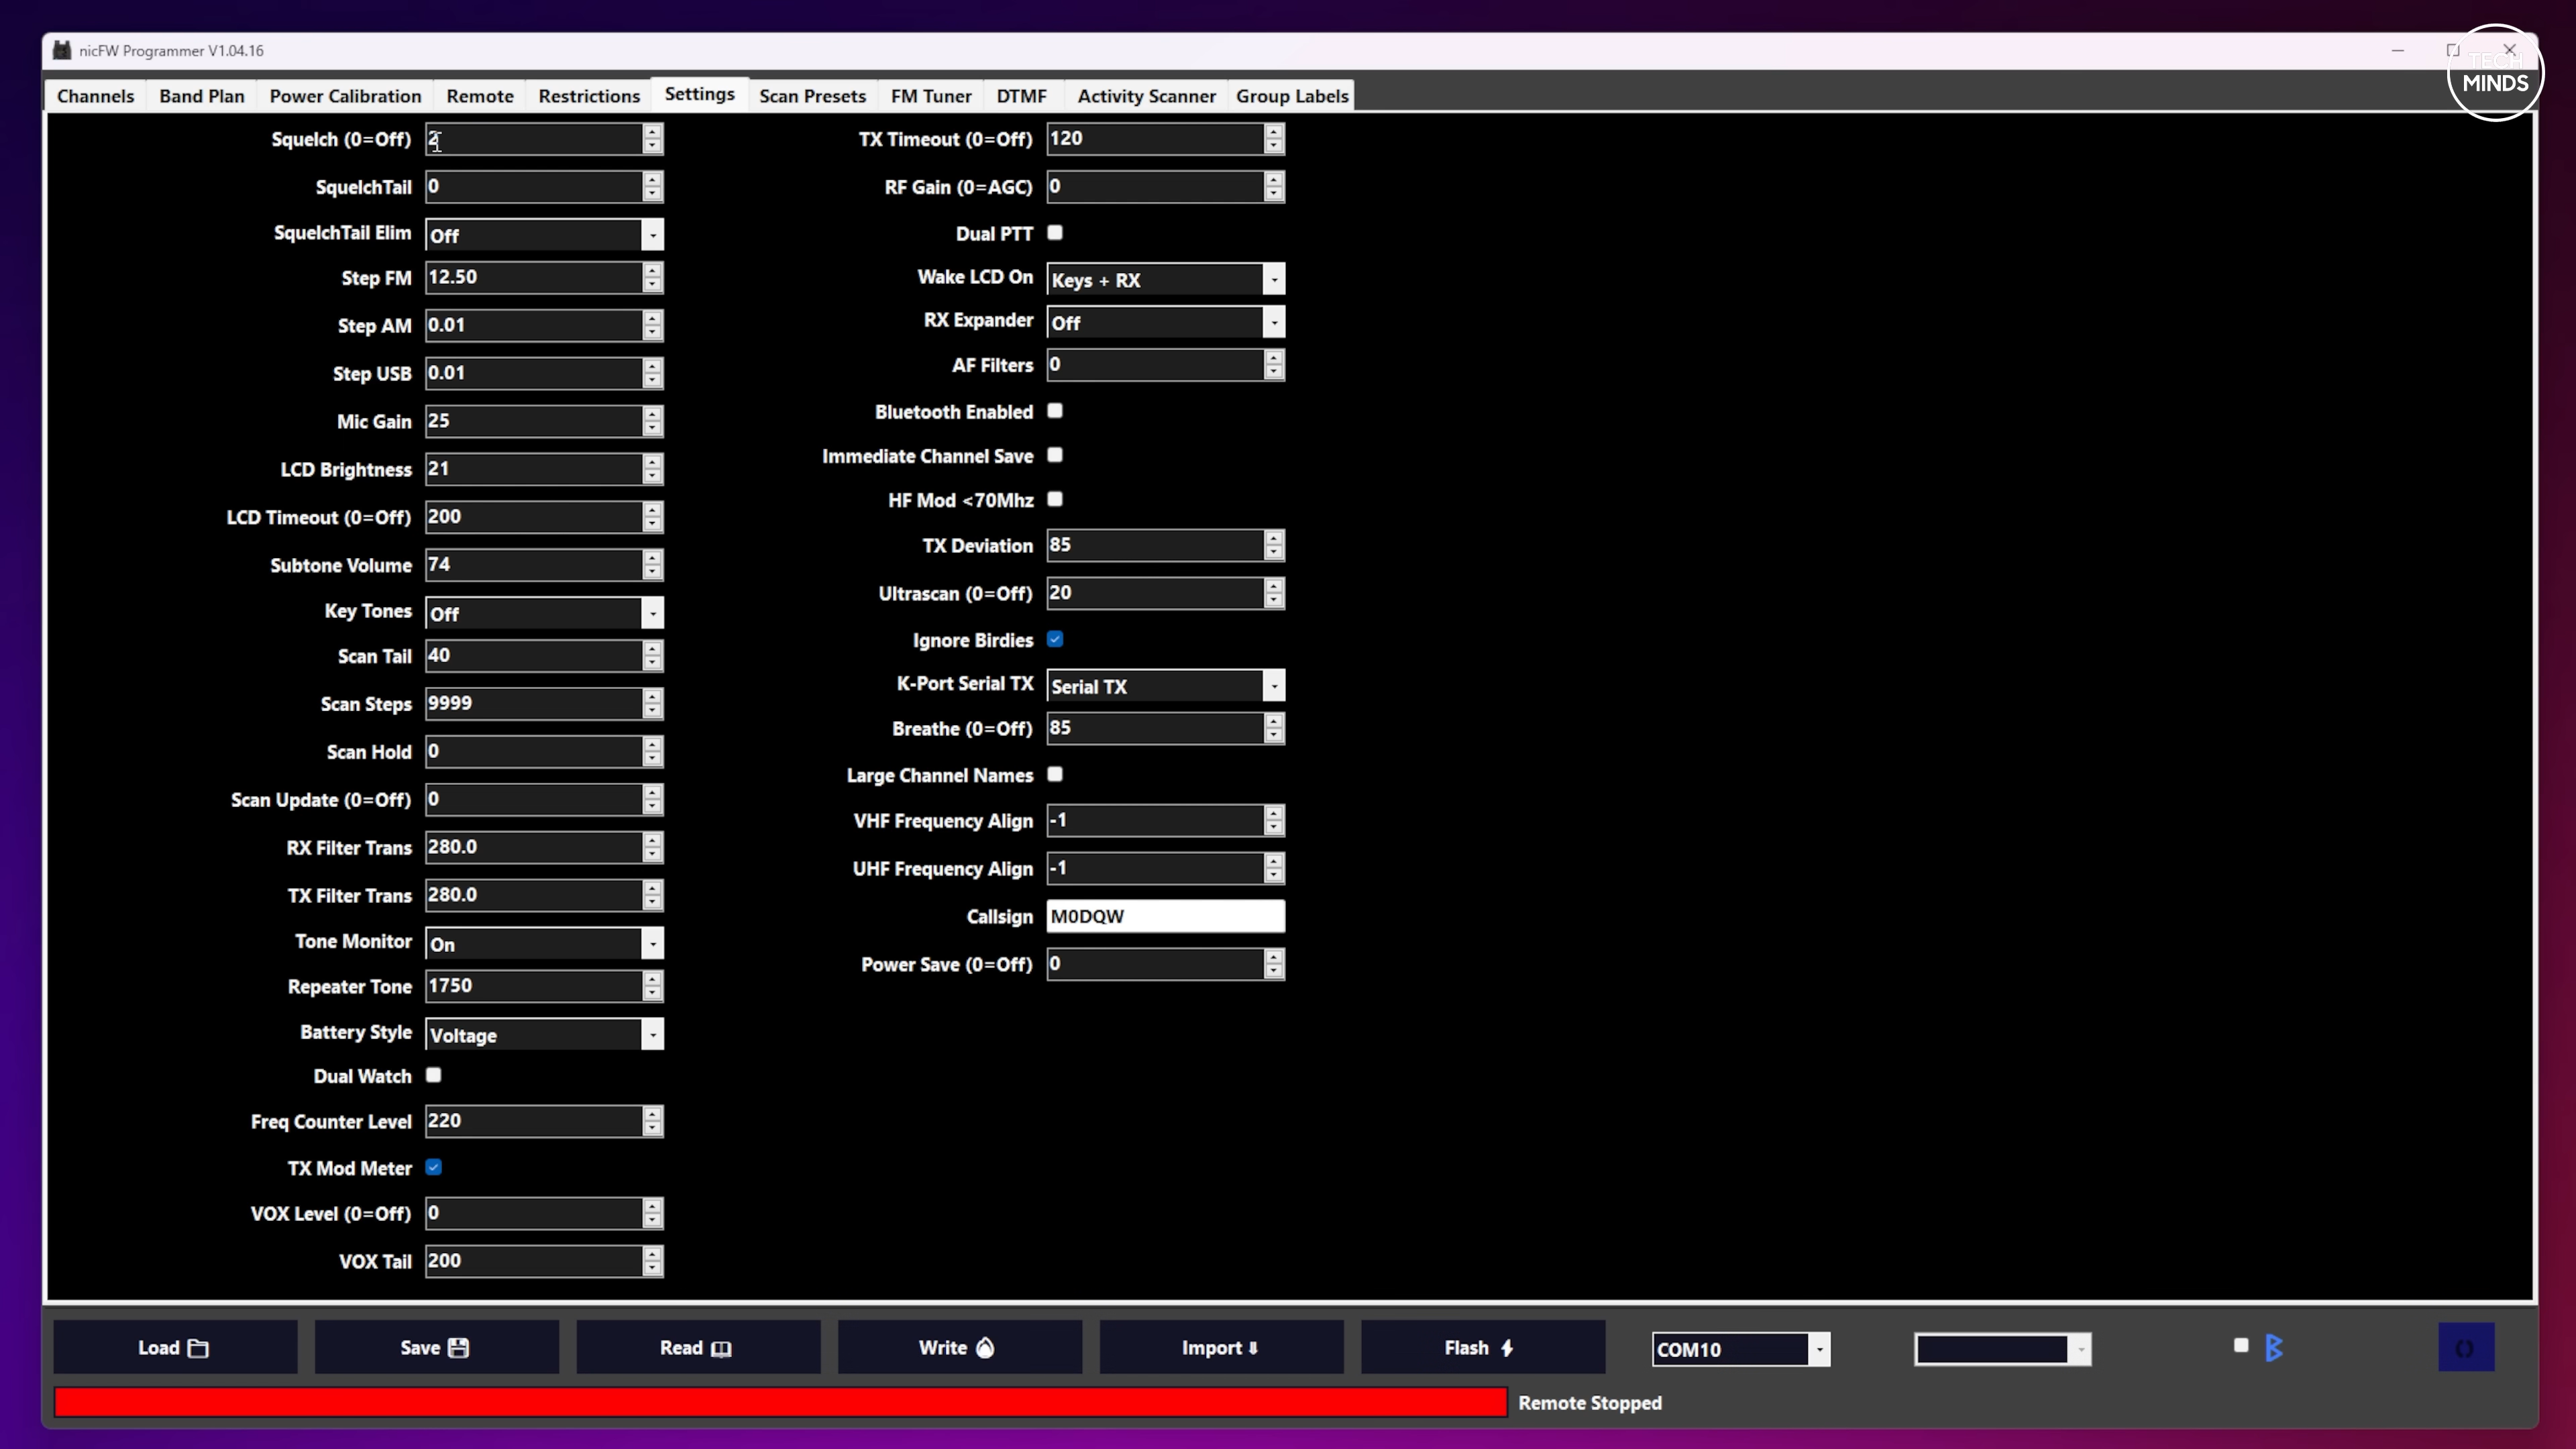 nicFW Programmer V1.04.16
TECH
MINDS
Channels Band Plan Power Calibration Remote Restrictions Settings Scan Presets FM Tuner DTMF Activity Scanner Group Labels
Squelch (0=Off) 2
SquelchTail 0
SquelchTail Elim Off
Step FM 12.50
Step AM 0.01
Step USB 0.01
Mic Gain 25
LCD Brightness 21
LCD Timeout (0=Off) 200
Subtone Volume 74
Key Tones Off
Scan Tail 40
Scan Steps 9999
Scan Hold 0
Scan Update (0=Off) 0
RX Filter Trans 280.0
TX Filter Trans 280.0
Tone Monitor On
Repeater Tone 1750
Battery Style Voltage
Dual Watch
Freq Counter Level 220
TX Mod Meter
VOX Level (0=Off) 0
VOX Tail 200
TX Timeout (0=Off) 120
RF Gain (0=AGC) 0
Dual PTT
Wake LCD On Keys + RX
RX Expander Off
AF Filters 0
Bluetooth Enabled
Immediate Channel Save
HF Mod <70Mhz
TX Deviation 85
Ultrascan (0=Off) 20
Ignore Birdies
K-Port Serial TX Serial TX
Breathe (0=Off) 85
Large Channel Names
VHF Frequency Align -1
UHF Frequency Align -1
Callsign M0DQW
Power Save (0=Off) 0
Load Save Read Write Import Flash COM10
Remote Stopped